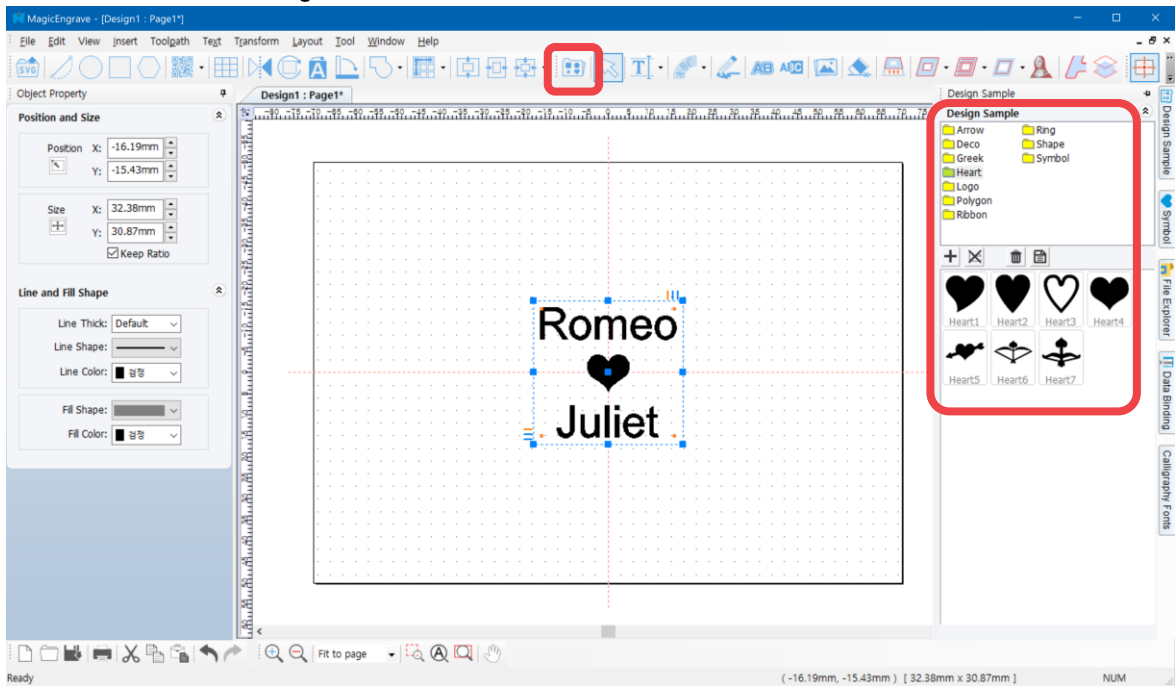 MagicEngrave - [Design1 : Page1*]
File Edit View Insert Toolpath Text Transform Layout Tool Window Help
SVG
Object Property
Position and Size
Position X: -16.19mm
Y: -15.43mm
Size X: 32.38mm
Y: 30.87mm
Keep Ratio
Line and Fill Shape
Line Thick: Default
Line Shape:
Line Color: 검정
Fill Shape:
Fill Color: 검정
Design1 : Page1*
Romeo
Juliet
Design Sample
Design Sample
Arrow
Deco
Greek
Heart
Logo
Polygon
Ribbon
Ring
Shape
Symbol
Heart1 Heart2 Heart3 Heart4
Heart5 Heart6 Heart7
Design Sample
Symbol
File Explorer
Data Binding
Calligraphy Fonts
Fit to page
Ready
( -16.19mm, -15.43mm ) [ 32.38mm x 30.87mm ]
NUM